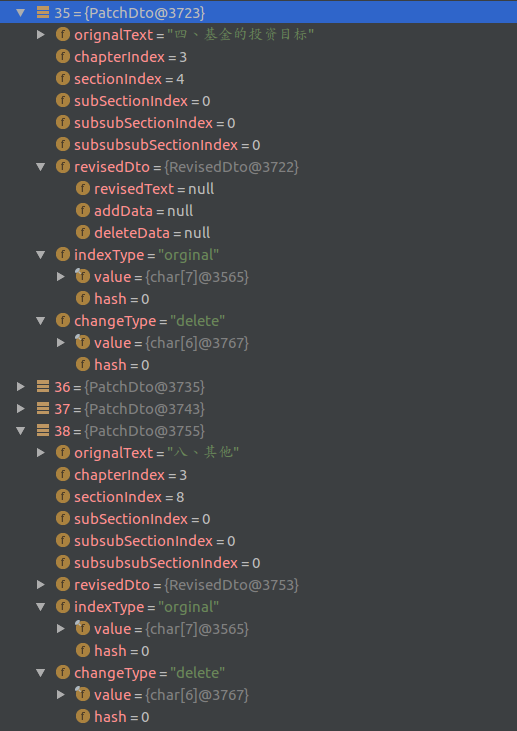 35 = {PatchDto@3723}
orignalText = "四、基金的投资目标"
chapterIndex = 3
sectionIndex = 4
subSectionIndex = 0
subsubSectionIndex = 0
subsubsubSectionIndex = 0
revisedDto = {RevisedDto@3722}
revisedText = null
addData = null
deleteData = null
indexType = "orginal"
value = {char[7]@3565}
hash = 0
changeType = "delete"
value = {char[6]@3767}
hash = 0
36 = {PatchDto@3735}
37 = {PatchDto@3743}
38 = {PatchDto@3755}
orignalText = "八、其他"
chapterIndex = 3
sectionIndex = 8
subSectionIndex = 0
subsubSectionIndex = 0
subsubsubSectionIndex = 0
revisedDto = {RevisedDto@3753}
indexType = "orginal"
value = {char[7]@3565}
hash = 0
changeType = "delete"
value = {char[6]@3767}
hash = 0